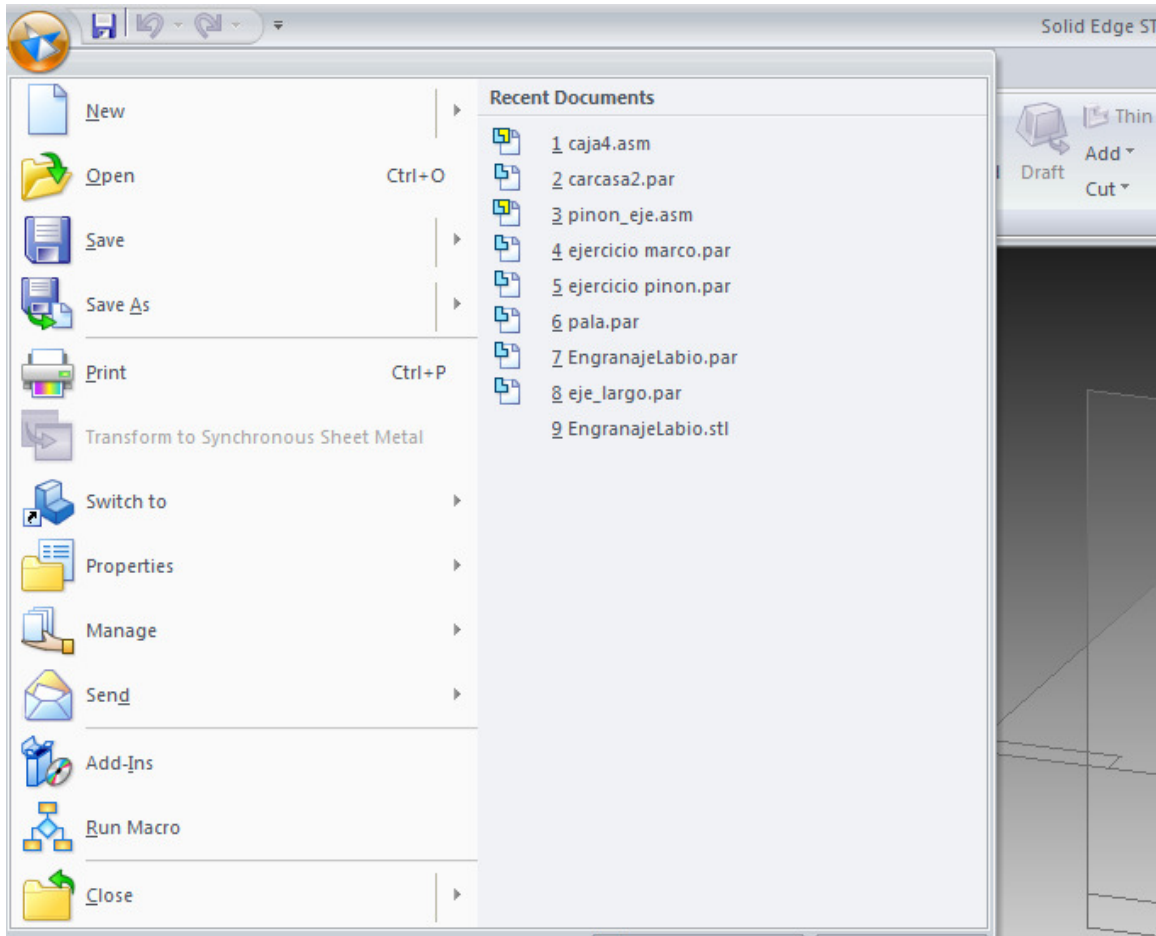 Solid Edge ST
New
Open Ctrl+O
Save
Save As
Print Ctrl+P
Transform to Synchronous Sheet Metal
Switch to
Properties
Manage
Send
Add-Ins
Run Macro
Close
Recent Documents
1 caja4.asm
2 carcasa2.par
3 pinon_eje.asm
4 ejercicio marco.par
5 ejercicio pinon.par
6 pala.par
7 EngranajeLabio.par
8 eje_largo.par
9 EngranajeLabio.stl
Draft
Thin
Add
Cut